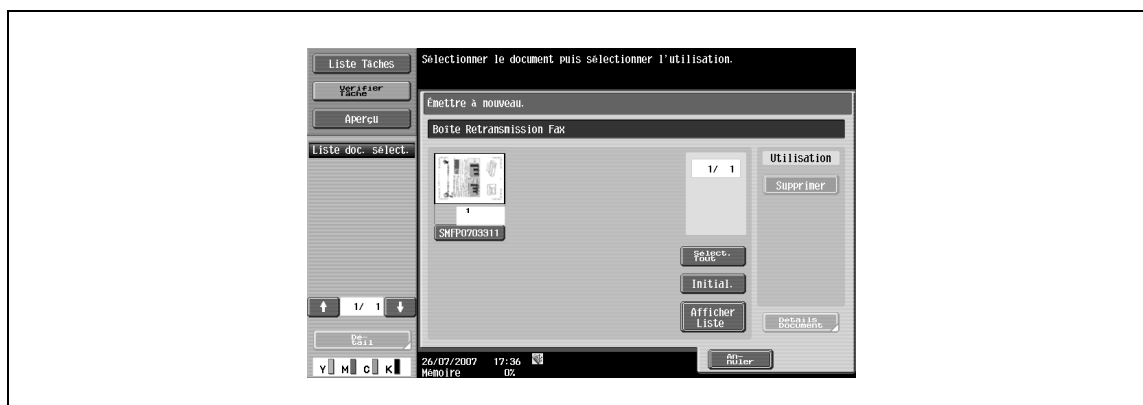 Liste Tâches
Vérifier
Tâche
Aperçu
Liste doc. sélect.
1/ 1
Dé-
tail
Y M C K
Sélectionner le document puis sélectionner l'utilisation.
Émettre à nouveau.
Boîte Retransmission Fax
1
SMFP0703311
1/ 1
Sélect.
Tout
Initial.
Afficher
Liste
Utilisation
Supprimer
Détails
Document
An-
nuler
26/07/2007 17:36
Mémoire 0%